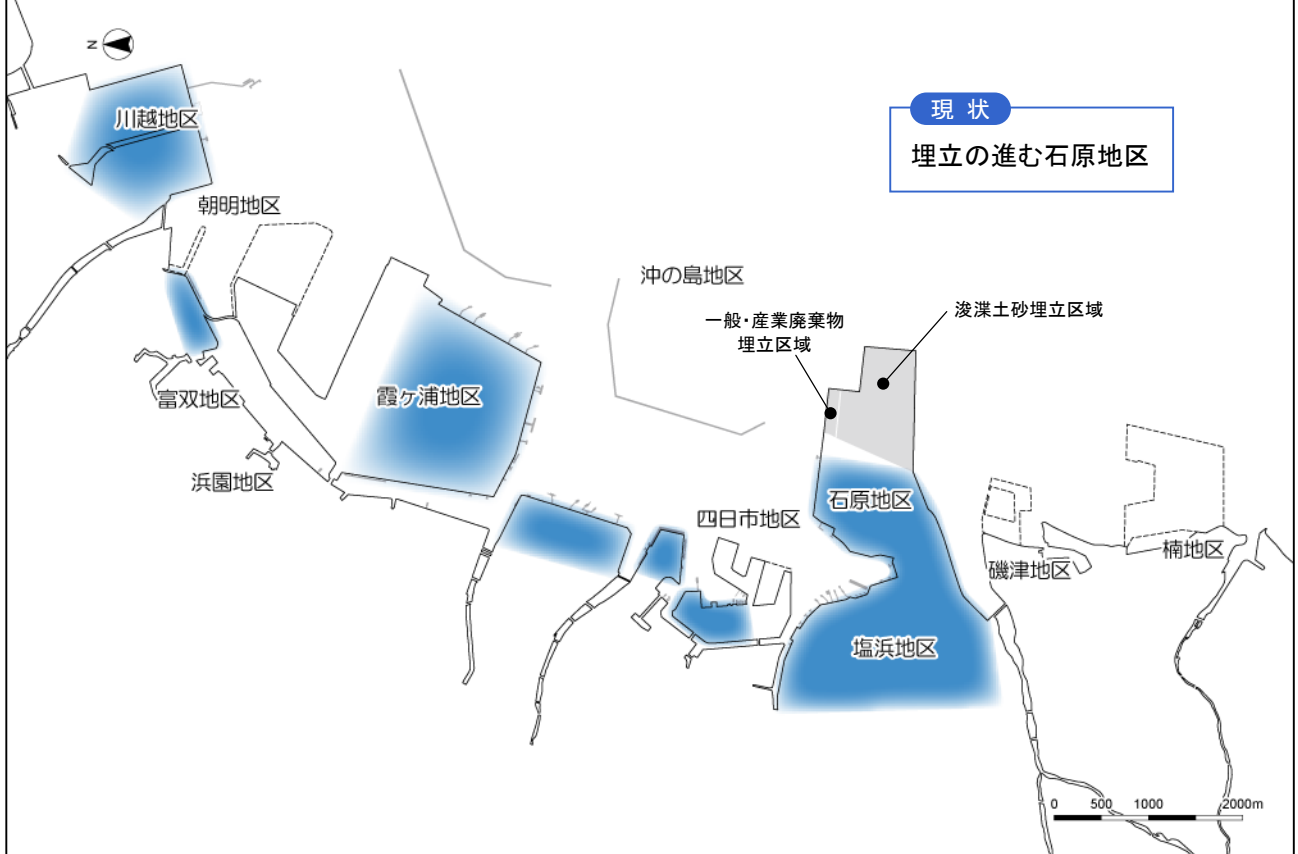 N
川越地区
現 状
埋立の進む石原地区
朝明地区
沖の島地区
一般・産業廃棄物
埋立区域
浚渫土砂埋立区域
富双地区
霞ヶ浦地区
浜園地区
四日市地区
石原地区
磯津地区
楠地区
塩浜地区
0 500 1000 2000m